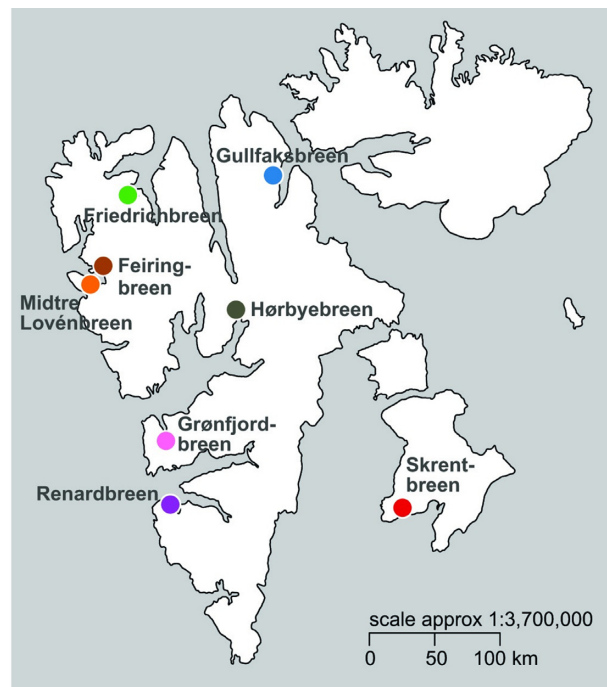 Gullfaksbreen
Friedrichbreen
Feiring-
breen
Midtre
Lovénbreen
Hørbyebreen
Grønfjord-
breen
Skrent-
breen
Renardbreen
scale approx 1:3,700,000
0 50 100 km